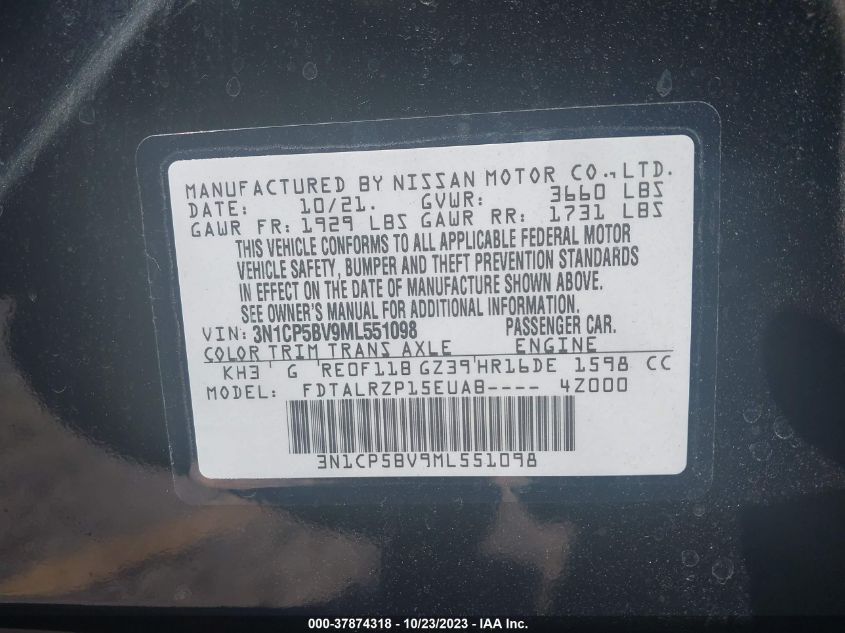 MANUFACTURED BY NISSAN MOTOR CO., LTD.
DATE: 10/21. GVWR: 3660 LBS
GAWR FR: 1929 LBS GAWR RR: 1731 LBS
THIS VEHICLE CONFORMS TO ALL APPLICABLE FEDERAL MOTOR
VEHICLE SAFETY, BUMPER AND THEFT PREVENTION STANDARDS
IN EFFECT ON THE DATE OF MANUFACTURE SHOWN ABOVE.
SEE OWNER'S MANUAL FOR ADDITIONAL INFORMATION.
VIN: 3N1CP5BV9ML551098 PASSENGER CAR.
COLOR TRIM TRANS AXLE ENGINE
KH3 G RE0F11B GZ39 HR16DE 1598 CC
MODEL: FDTALRZP15EUAB---- 4Z000
3N1CP5BV9ML551098
000-37874318 - 10/23/2023 - IAA Inc.